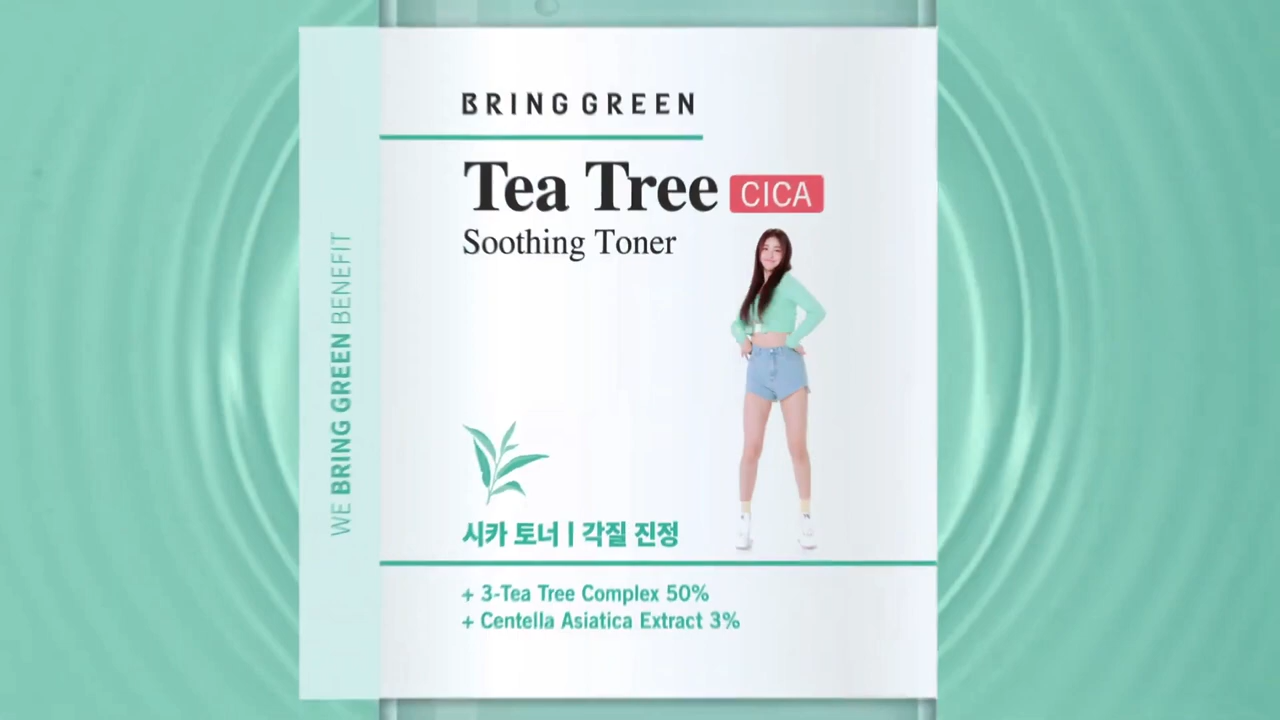 BRING GREEN
Tea Tree CICA
Soothing Toner
WE BRING GREEN BENEFIT
시카 토너 | 각질 진정
+ 3-Tea Tree Complex 50%
+ Centella Asiatica Extract 3%